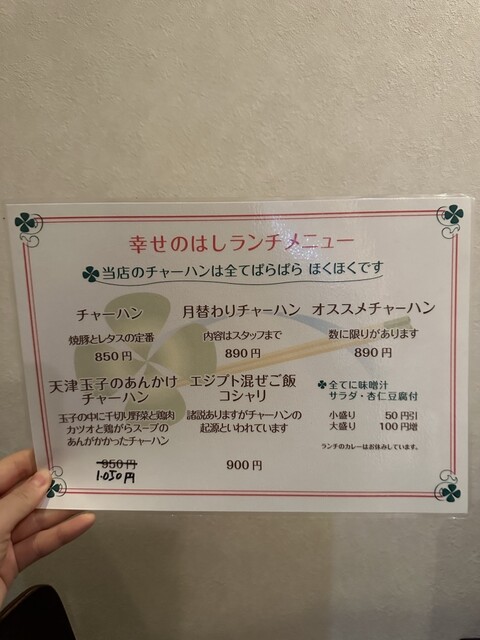 幸せのはしランチメニュー
当店のチャーハンは全てぱらぱら ほくほくです
チャーハン
焼豚とレタスの定番
850円
月替わりチャーハン
内容はスタッフまで
890円
オススメチャーハン
数に限りがあります
890円
天津玉子のあんかけ
チャーハン
玉子の中に千切り野菜と鶏肉
カツオと鶏がらスープの
あんがかかったチャーハン
950円
1050円
エジプト混ぜご飯
コシャリ
諸説ありますがチャーハンの
起源といわれています
900円
全てに味噌汁
サラダ・杏仁豆腐付
小盛り 50円引
大盛り 100円増
ランチのカレーはお休みしています。